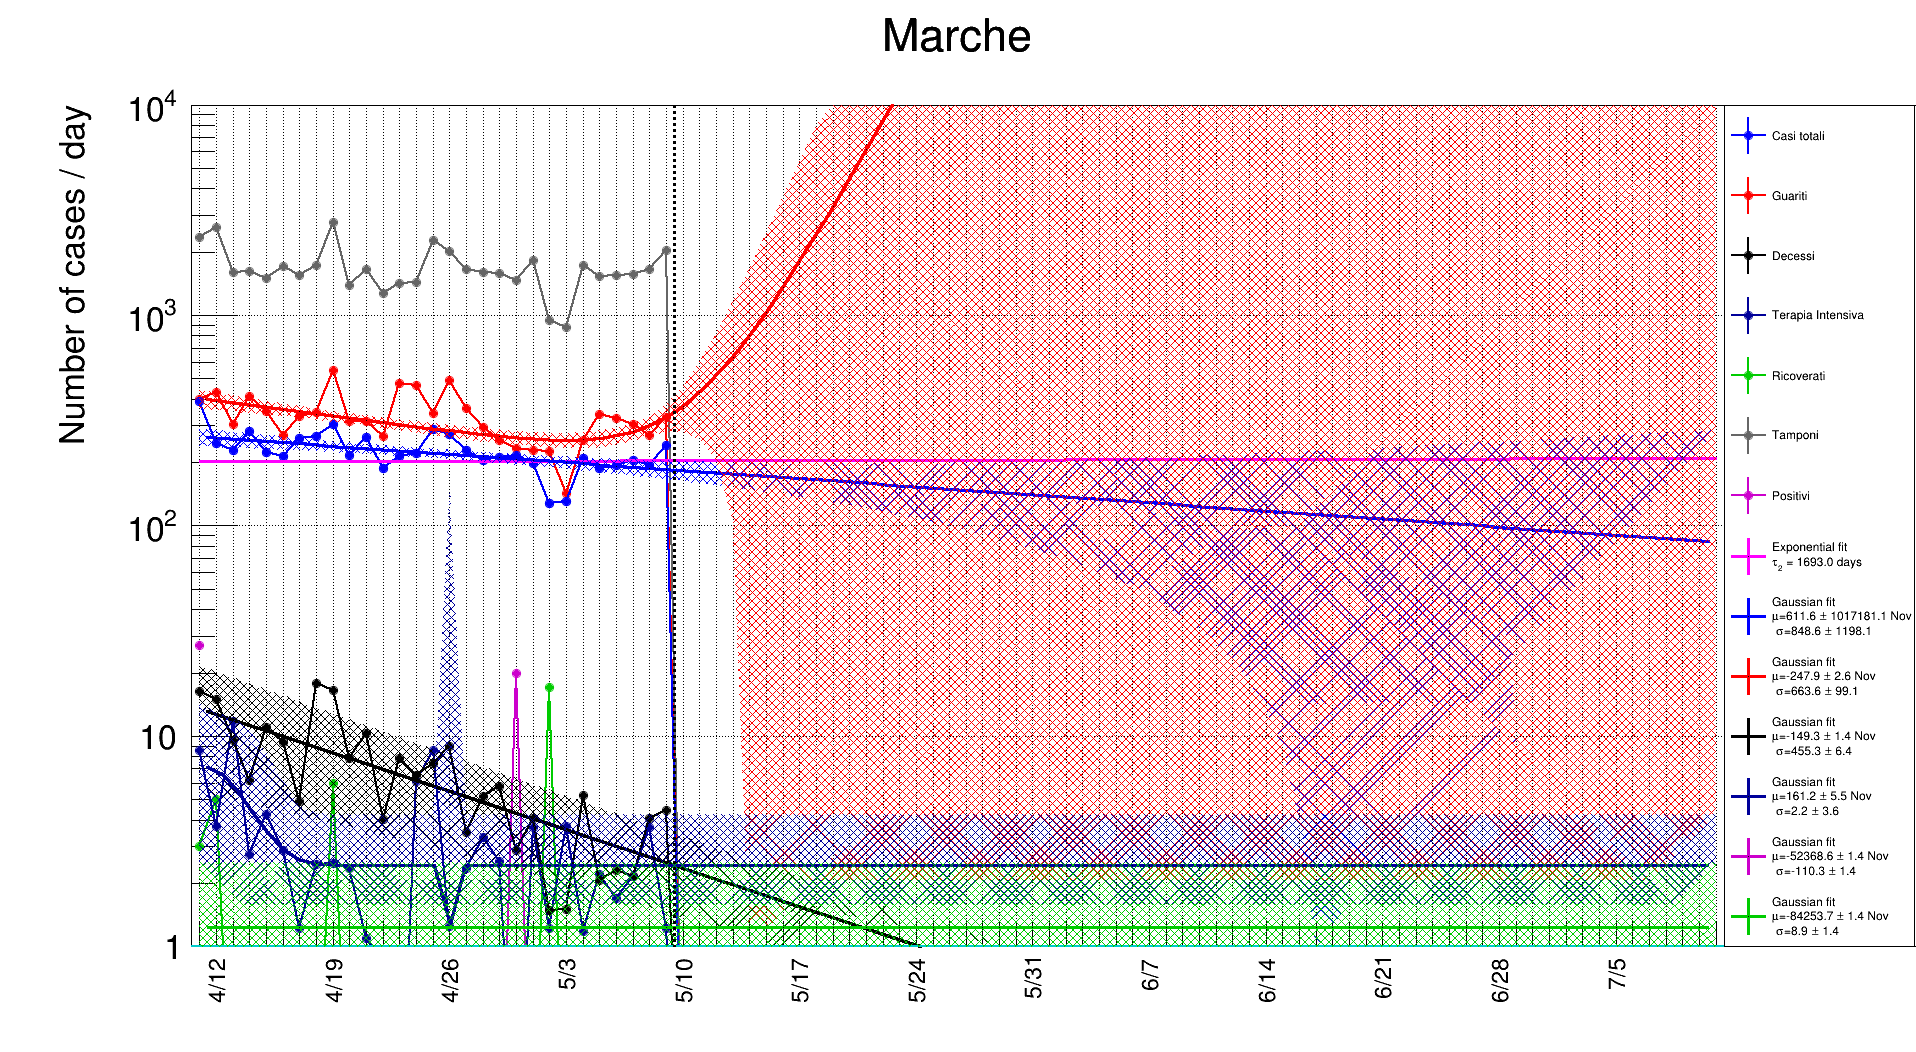 Marche
Number of cases / day
10⁴
10³
10²
10
1
4/12
4/19
4/26
5/3
5/10
5/17
5/24
5/31
6/7
6/14
6/21
6/28
7/5
Casi totali
Guariti
Decessi
Terapia Intensiva
Ricoverati
Tamponi
Positivi
Exponential fit
τ₂ = 1693.0 days
Gaussian fit
μ=611.6 ± 1017181.1 Nov
σ=848.6 ± 1198.1
Gaussian fit
μ=-247.9 ± 2.6 Nov
σ=663.6 ± 99.1
Gaussian fit
μ=-149.3 ± 1.4 Nov
σ=455.3 ± 6.4
Gaussian fit
μ=161.2 ± 5.5 Nov
σ=2.2 ± 3.6
Gaussian fit
μ=-52368.6 ± 1.4 Nov
σ=-110.3 ± 1.4
Gaussian fit
μ=-84253.7 ± 1.4 Nov
σ=8.9 ± 1.4